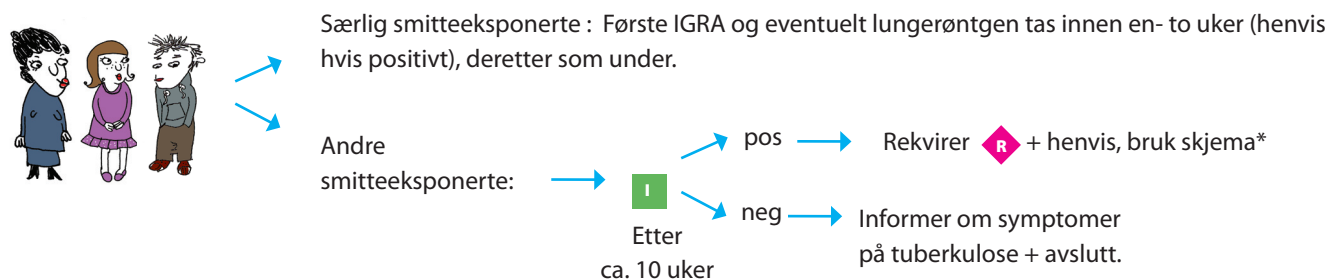 Særlig smitteeksponerte : Første IGRA og eventuelt lungerøntgen tas innen en- to uker (henvis
hvis positivt), deretter som under.
Andre
smitteeksponerte:
I
Etter
ca. 10 uker
pos
Rekvirer R + henvis, bruk skjema*
neg
Informer om symptomer
på tuberkulose + avslutt.